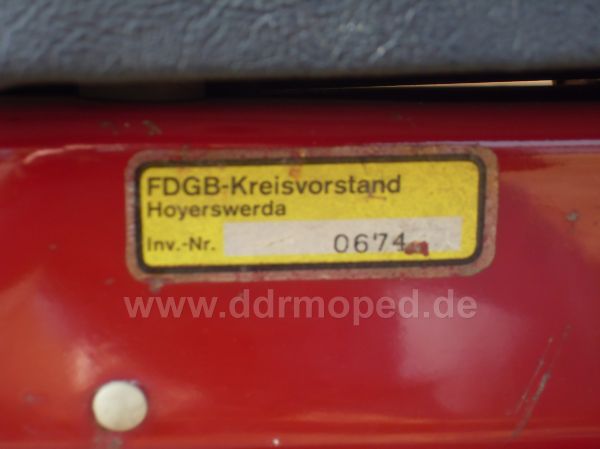 FDGB-Kreisvorstand
Hoyerswerda
Inv.-Nr. 0674
www.ddrmoped.de